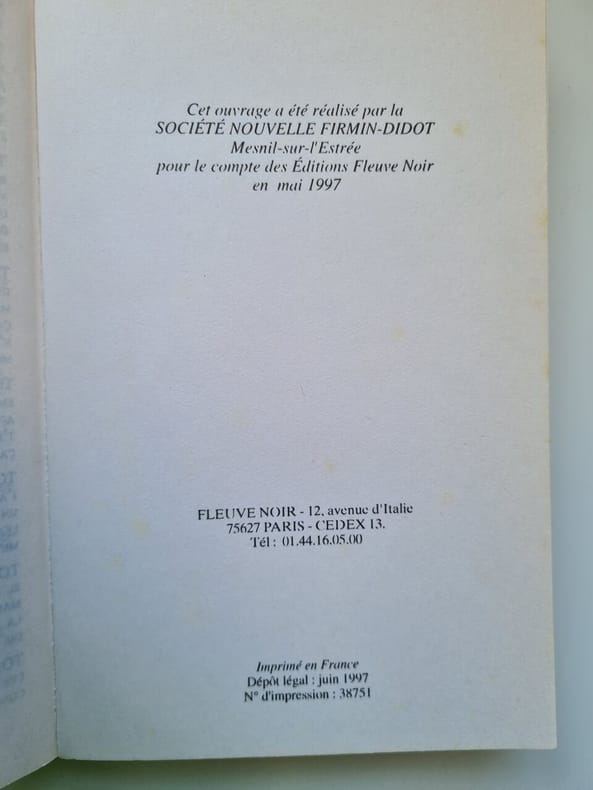 Cet ouvrage a été réalisé par la
SOCIÉTÉ NOUVELLE FIRMIN-DIDOT
Mesnil-sur-l'Estrée
pour le compte des Éditions Fleuve Noir
en mai 1997
FLEUVE NOIR - 12, avenue d'Italie
75627 PARIS - CEDEX 13.
Tél : 01.44.16.05.00
Imprimé en France
Dépôt légal : juin 1997
N° d'impression : 38751